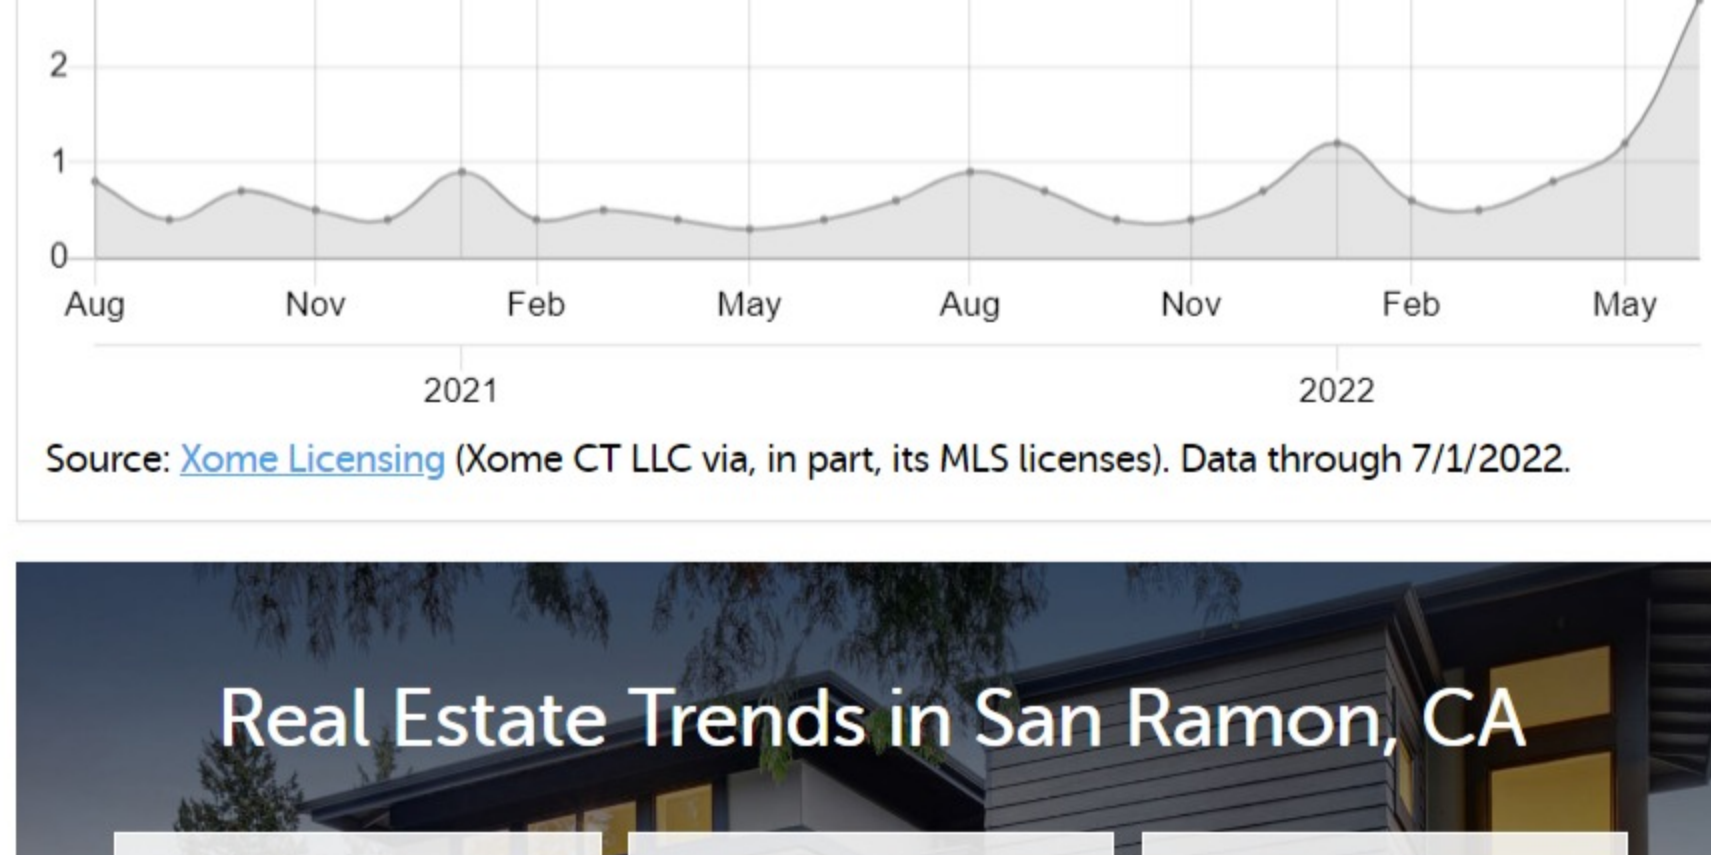 2
1
0
Aug Nov Feb May Aug Nov Feb May
2021 2022
Source: Xome Licensing (Xome CT LLC via, in part, its MLS licenses). Data through 7/1/2022.
Real Estate Trends in San Ramon, CA